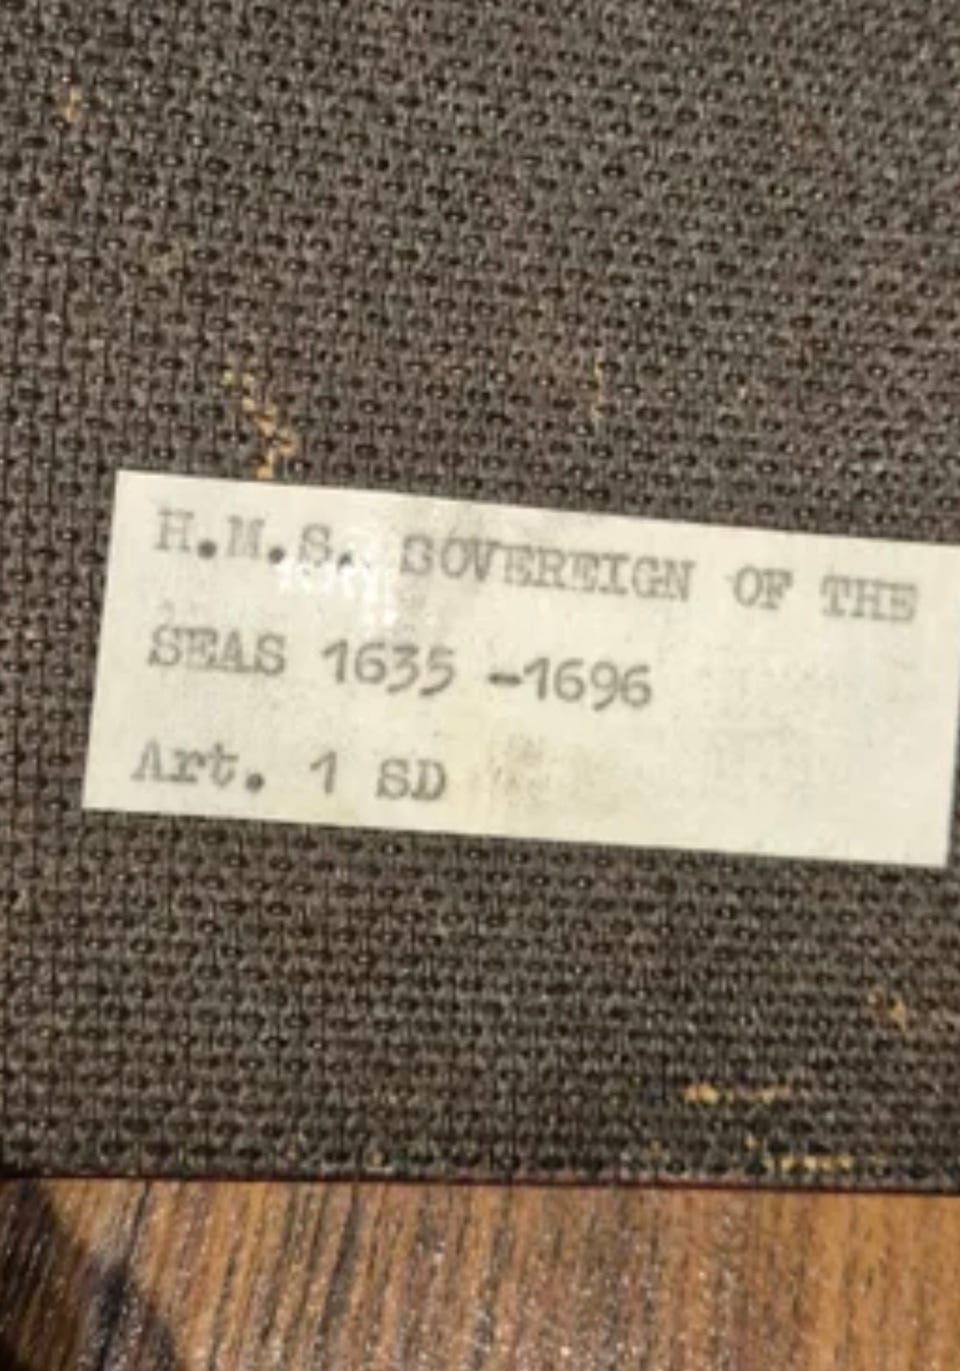 H.M.S. SOVEREIGN OF THE
SEAS 1635 -1696
Art. 1 SD